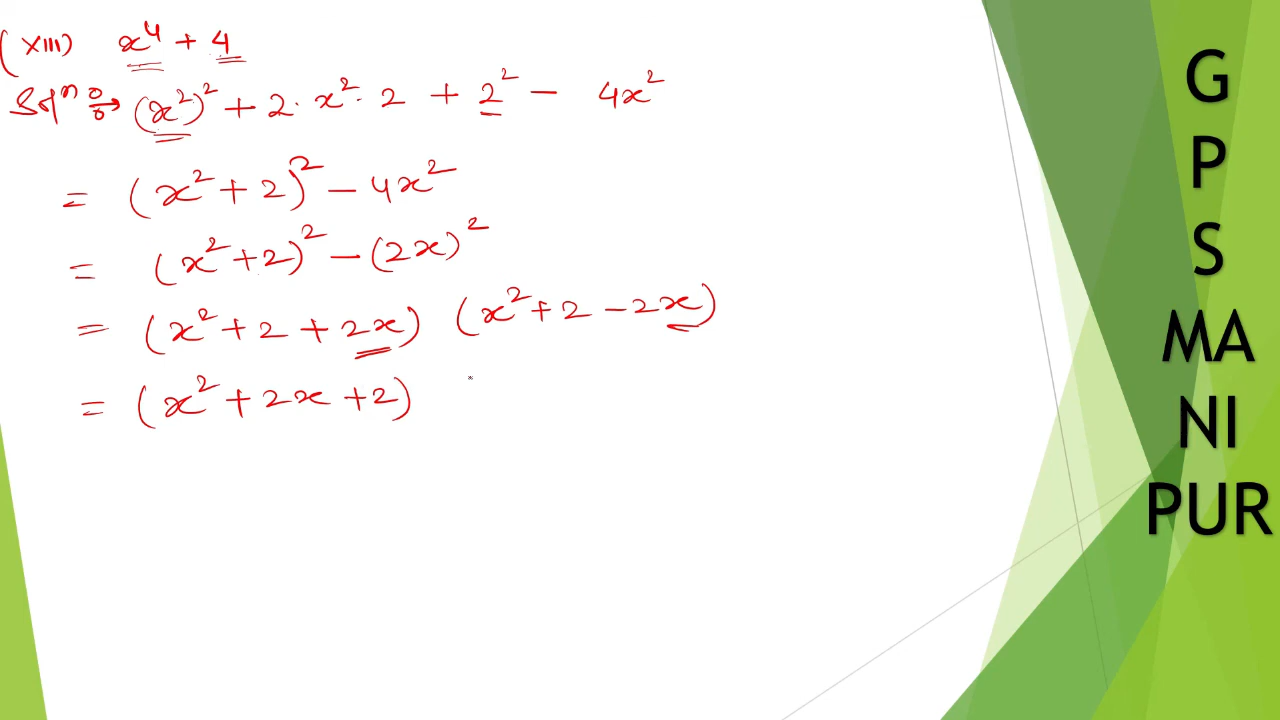 (XIII) x⁴ + 4
Solⁿ ⇒ (x²)² + 2 · x² · 2 + 2² − 4x²
= (x² + 2)² − 4x²
= (x² + 2)² − (2x)²
= (x² + 2 + 2x) (x² + 2 − 2x)
= (x² + 2x + 2)
G
P
S
MA
NI
PUR